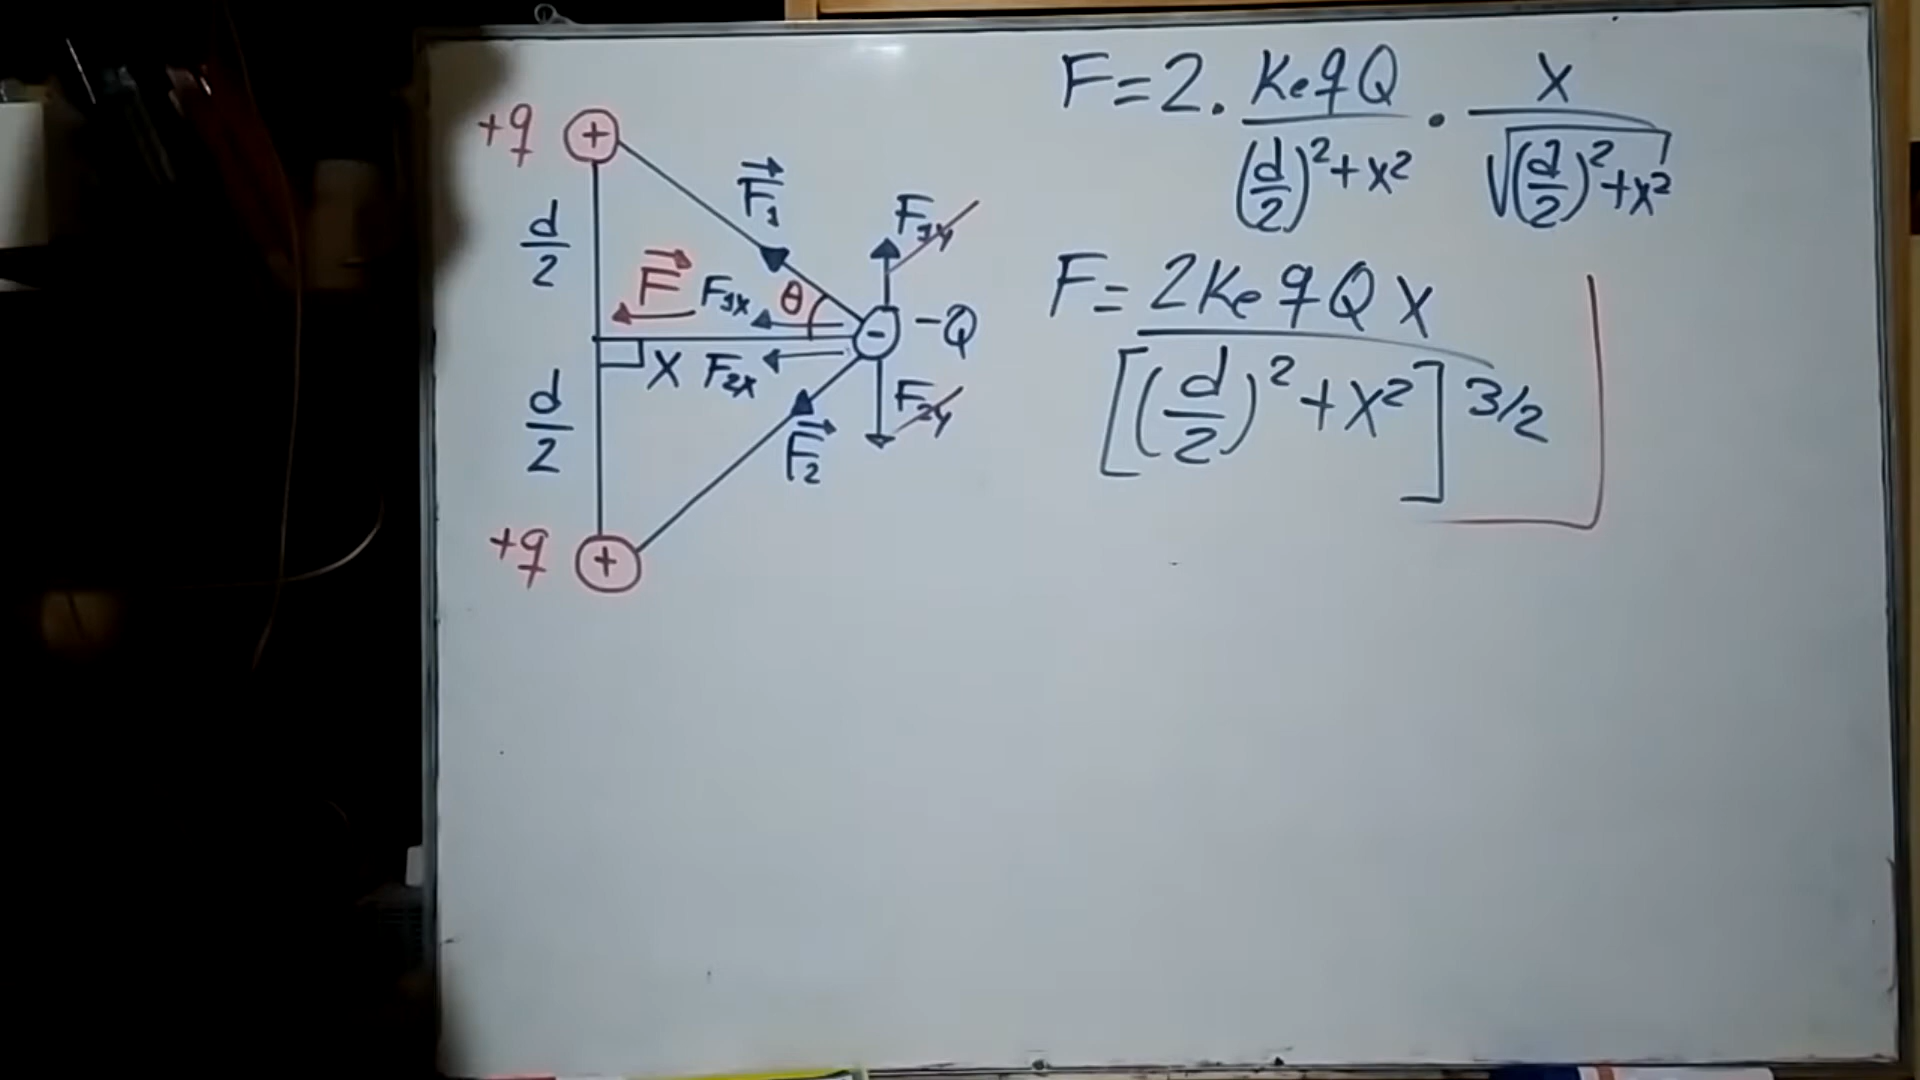 F = 2 . KeqQ / (d/2)² + x² . x / √(d/2)² + x²
F = 2KeqQx / [(d/2)² + x²] 3/2
+q
+
d/2
F₁
F₁y
F
F₁x
θ
-
-Q
x
F₂x
F₂y
d/2
F₂
+q
+